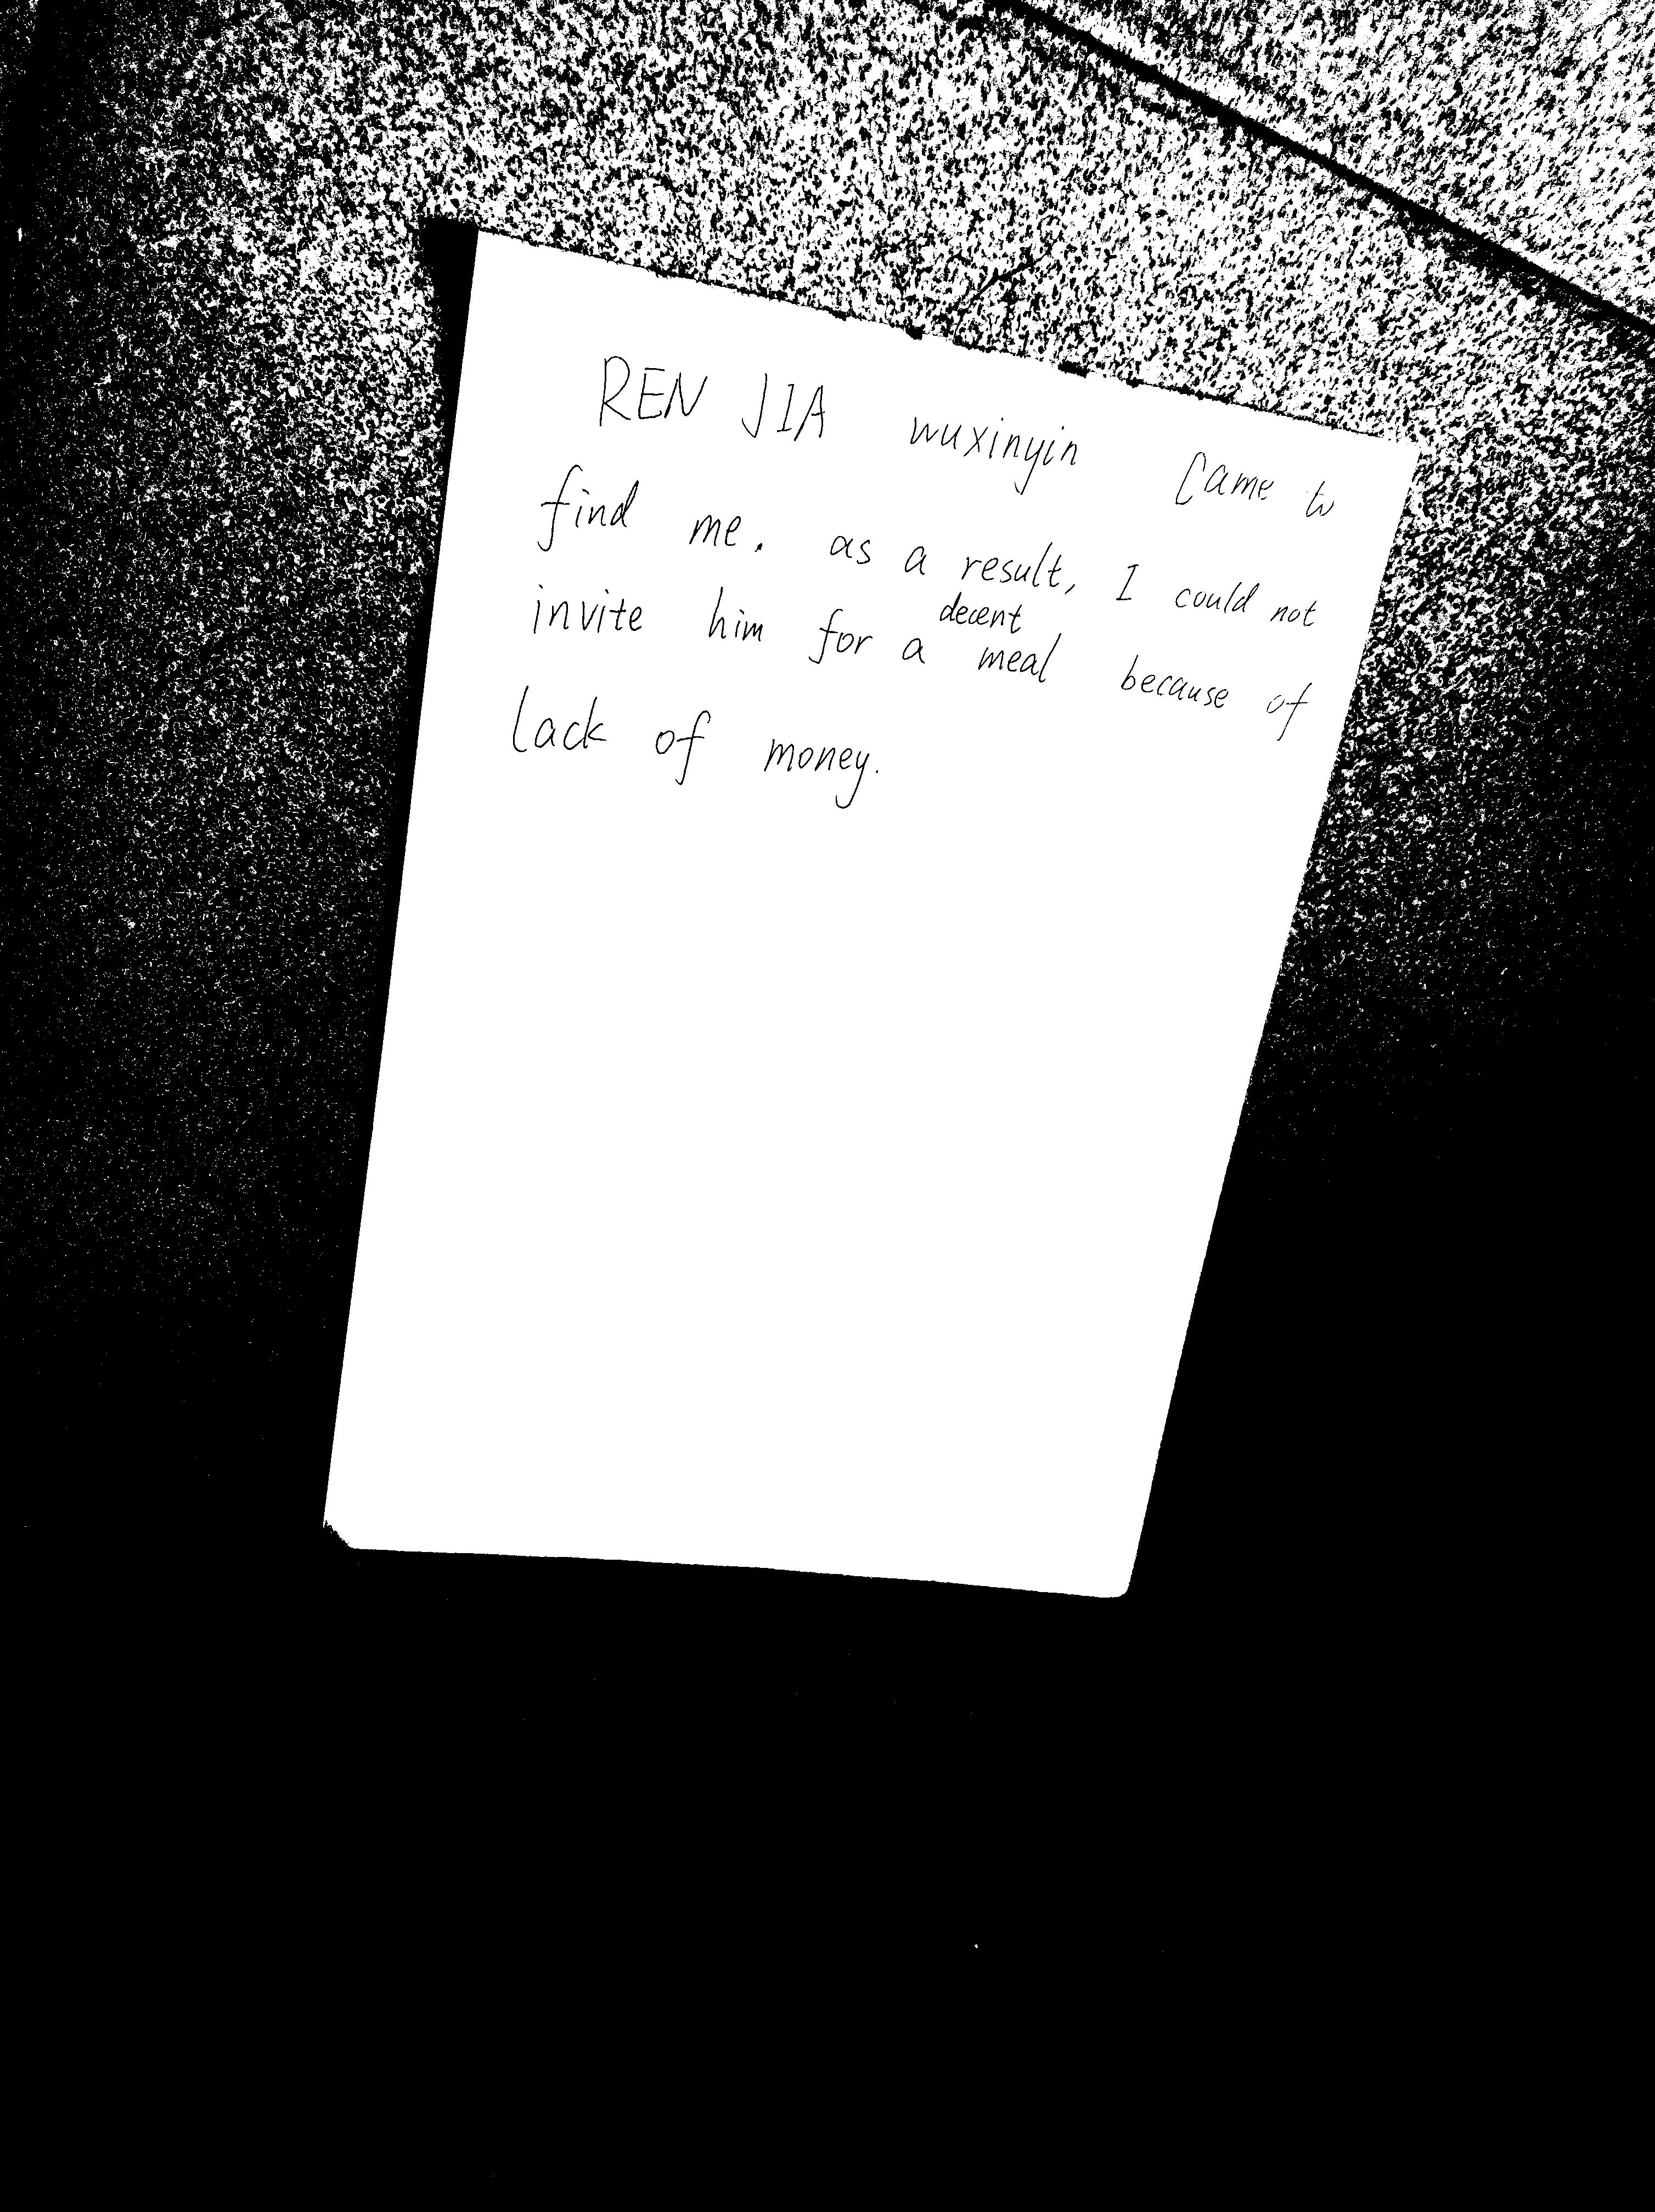 REN JIA wuxinyin Came to
find me. as a result, I could not
decent
invite him for a meal because of
lack of money.